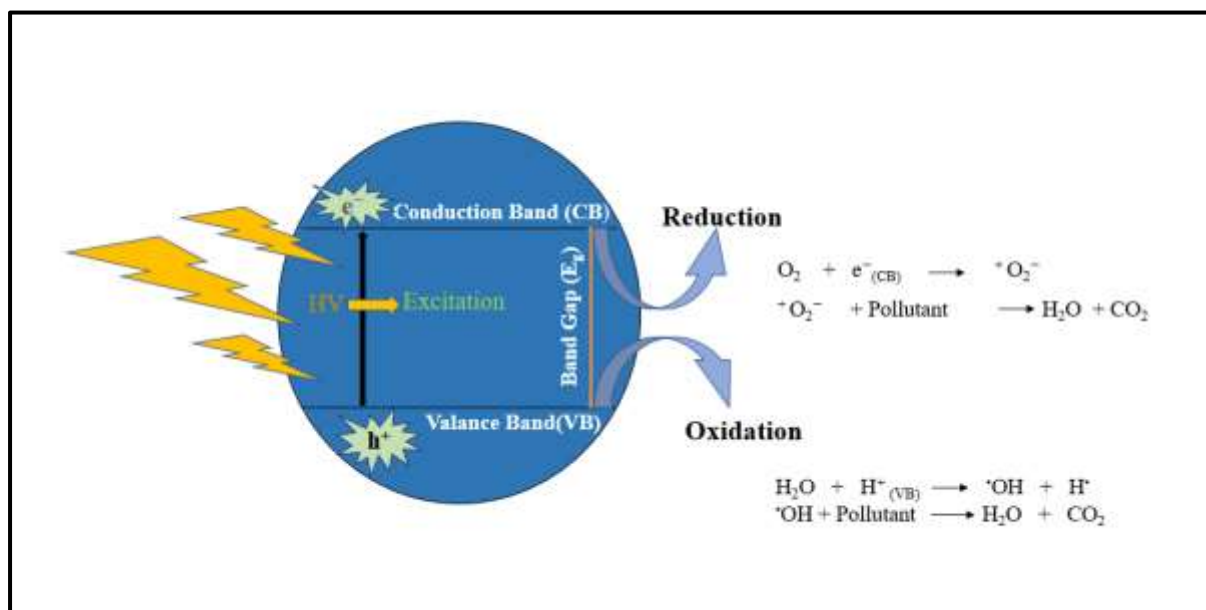 e⁻
Conduction Band (CB)
HV
Excitation
Band Gap (Eg)
Valance Band(VB)
h⁺
Reduction
O₂ + e⁻(CB) ⟶ ⁺O₂⁻
⁺O₂⁻ + Pollutant ⟶ H₂O + CO₂
Oxidation
H₂O + H⁺(VB) ⟶ •OH + H•
•OH + Pollutant ⟶ H₂O + CO₂